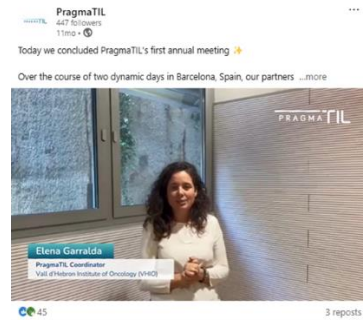 PragmaTIL
447 followers
11mo •
Today we concluded PragmaTIL's first annual meeting ✨
Over the course of two dynamic days in Barcelona, Spain, our partners ...more
PRAGMATIL
Elena Garralda
PragmaTIL Coordinator
Vall d'Hebron Institute of Oncology (VHIO)
45
3 reposts